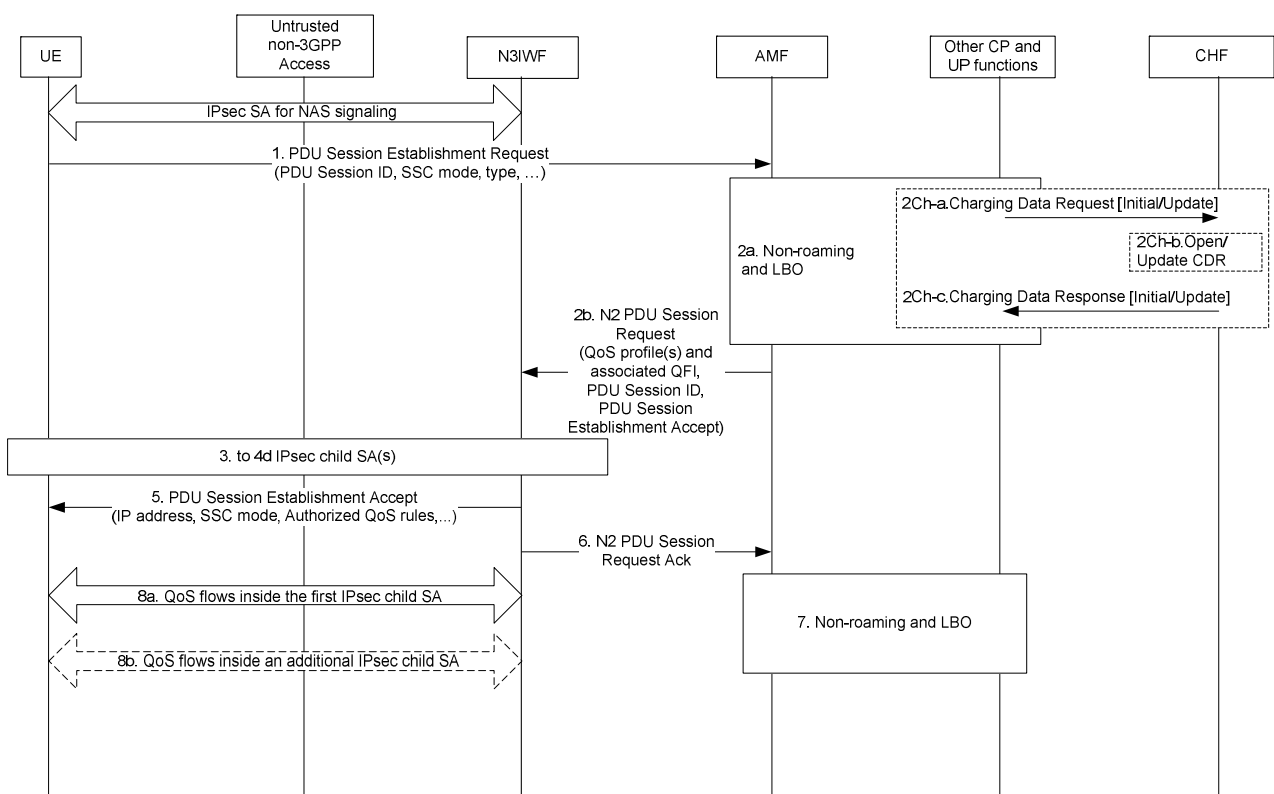 UE
Untrusted
non-3GPP
Access
N3IWF
AMF
Other CP and
UP functions
CHF
IPsec SA for NAS signaling
1. PDU Session Establishment Request
(PDU Session ID, SSC mode, type, …)
2a. Non-roaming
and LBO
2Ch-a.Charging Data Request [Initial/Update]
2Ch-b.Open/
Update CDR
2Ch-c.Charging Data Response [Initial/Update]
2b. N2 PDU Session
Request
(QoS profile(s) and
associated QFI,
PDU Session ID,
PDU Session
Establishment Accept)
3. to 4d IPsec child SA(s)
5. PDU Session Establishment Accept
(IP address, SSC mode, Authorized QoS rules,…)
6. N2 PDU Session
Request Ack
8a. QoS flows inside the first IPsec child SA
7. Non-roaming and LBO
8b. QoS flows inside an additional IPsec child SA